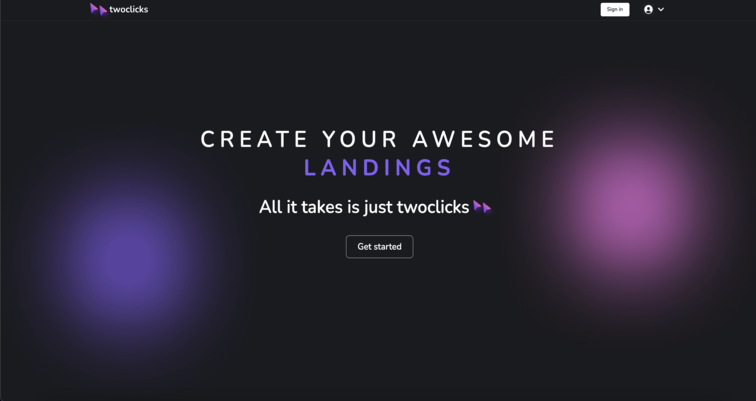 twoclicks
Sign in
CREATE YOUR AWESOME
LANDINGS
All it takes is just twoclicks
Get started